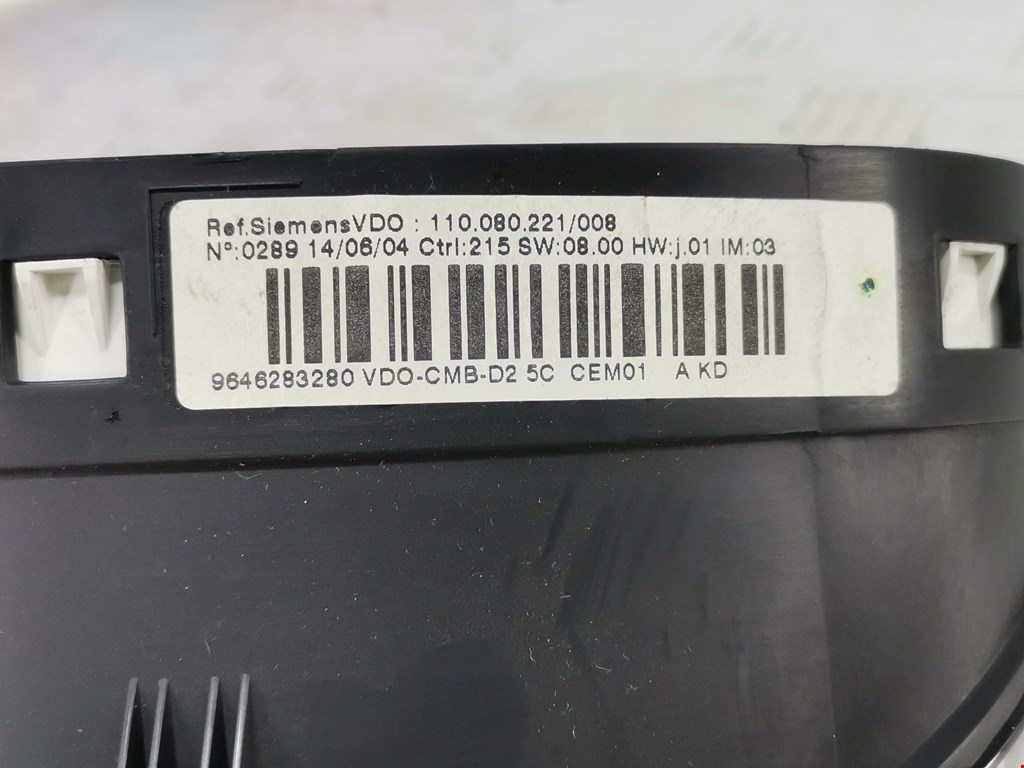 Ref.SiemensVDO : 110.080.221/008
Nº:0289 14/06/04 Ctrl:215 SW:08.00 HW:j.01 IM:03
9646283280 VDO-CMB-D2 5C CEM01 A KD